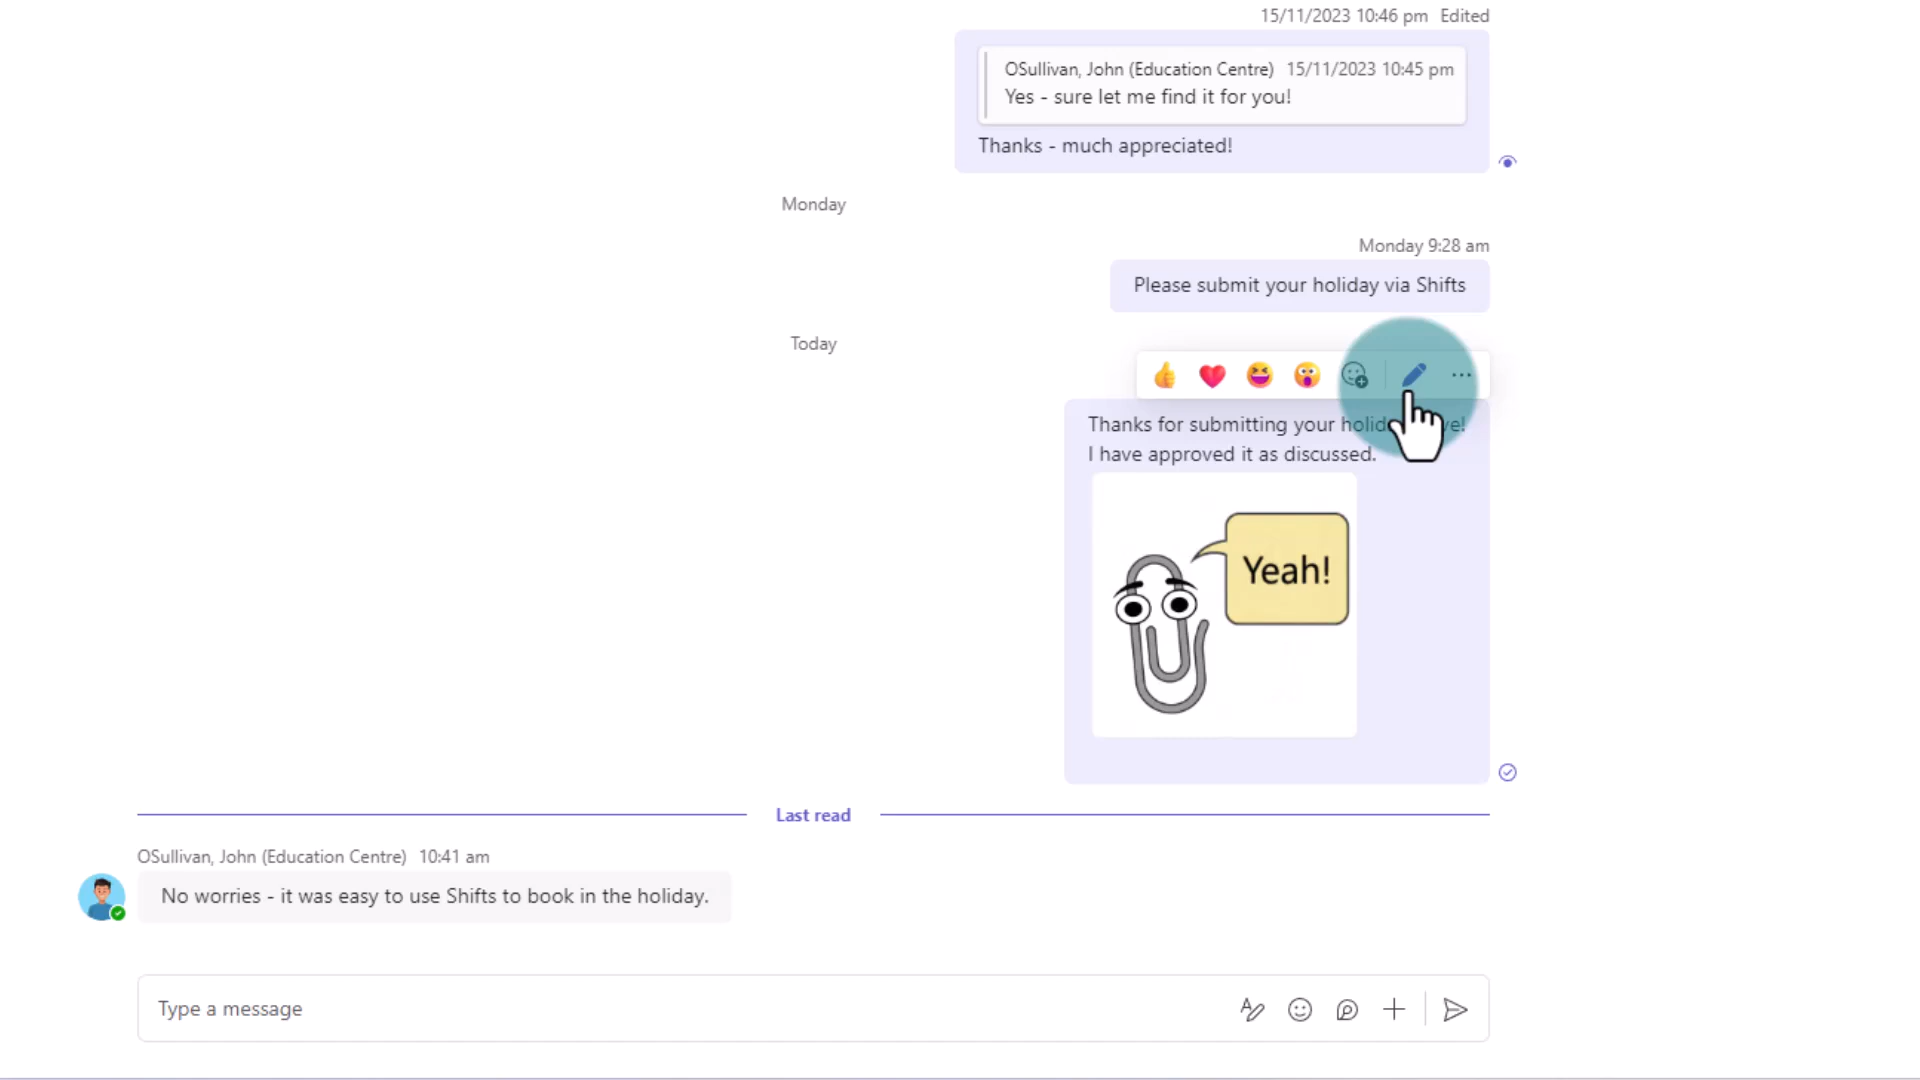 15/11/2023 10:46 pm Edited
OSullivan, John (Education Centre) 15/11/2023 10:45 pm
Yes - sure let me find it for you!
Thanks - much appreciated!
Monday
Monday 9:28 am
Please submit your holiday via Shifts
Today
Thanks for submitting your
I have approved it as discussed.
Yeah!
Last read
OSullivan, John (Education Centre) 10:41 am
No worries - it was easy to use Shifts to book in the holiday.
Type a message